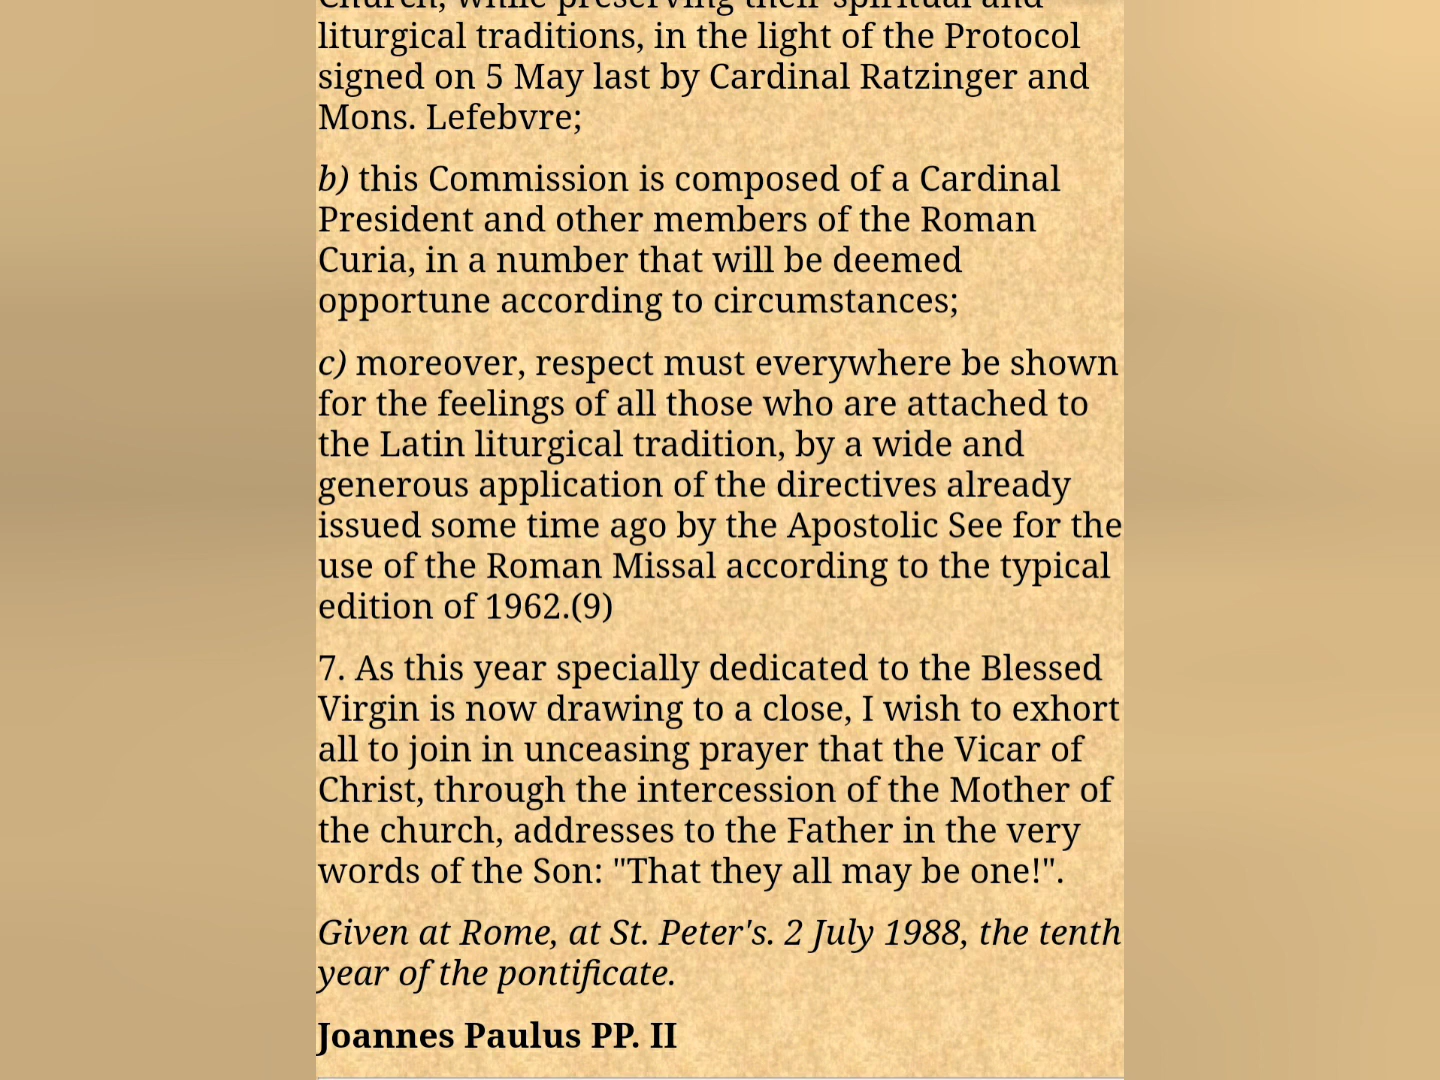 Church, while preserving their spiritual and
liturgical traditions, in the light of the Protocol
signed on 5 May last by Cardinal Ratzinger and
Mons. Lefebvre;
b) this Commission is composed of a Cardinal
President and other members of the Roman
Curia, in a number that will be deemed
opportune according to circumstances;
c) moreover, respect must everywhere be shown
for the feelings of all those who are attached to
the Latin liturgical tradition, by a wide and
generous application of the directives already
issued some time ago by the Apostolic See for the
use of the Roman Missal according to the typical
edition of 1962.(9)
7. As this year specially dedicated to the Blessed
Virgin is now drawing to a close, I wish to exhort
all to join in unceasing prayer that the Vicar of
Christ, through the intercession of the Mother of
the church, addresses to the Father in the very
words of the Son: "That they all may be one!".
Given at Rome, at St. Peter's. 2 July 1988, the tenth
year of the pontificate.
Joannes Paulus PP. II